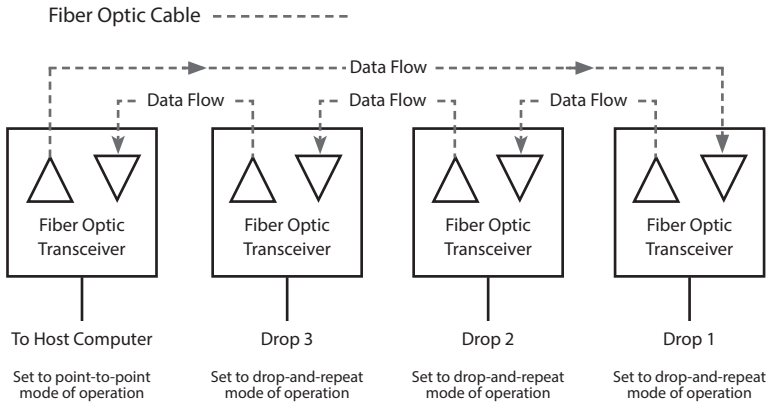 Fiber Optic Cable
Data Flow
Data Flow
Data Flow
Data Flow
Fiber Optic
Transceiver
Fiber Optic
Transceiver
Fiber Optic
Transceiver
Fiber Optic
Transceiver
To Host Computer
Drop 3
Drop 2
Drop 1
Set to point-to-point
mode of operation
Set to drop-and-repeat
mode of operation
Set to drop-and-repeat
mode of operation
Set to drop-and-repeat
mode of operation